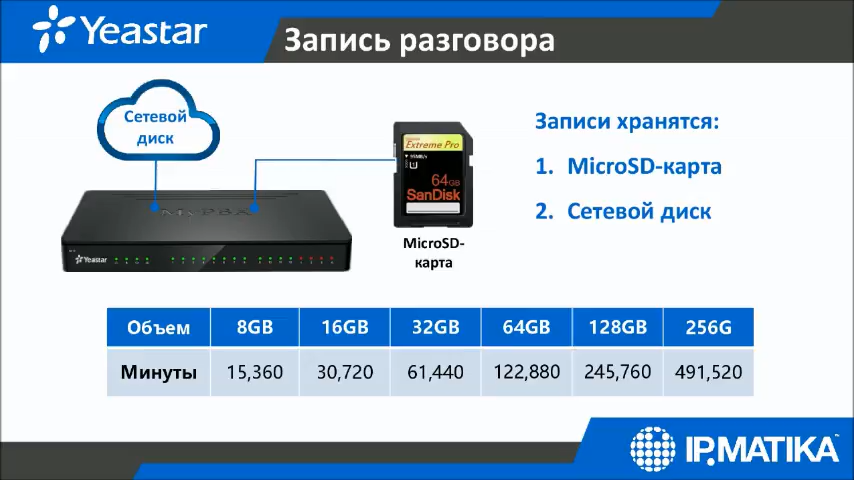 Yeastar
Запись разговора
Сетевой
диск
Записи хранятся:
1. MicroSD-карта
2. Сетевой диск
Extreme Pro
64GB
SanDisk
MyPBX
Yeastar
MicroSD-
карта
Объем 8GB 16GB 32GB 64GB 128GB 256G
Минуты 15,360 30,720 61,440 122,880 245,760 491,520
IP.MATIKA